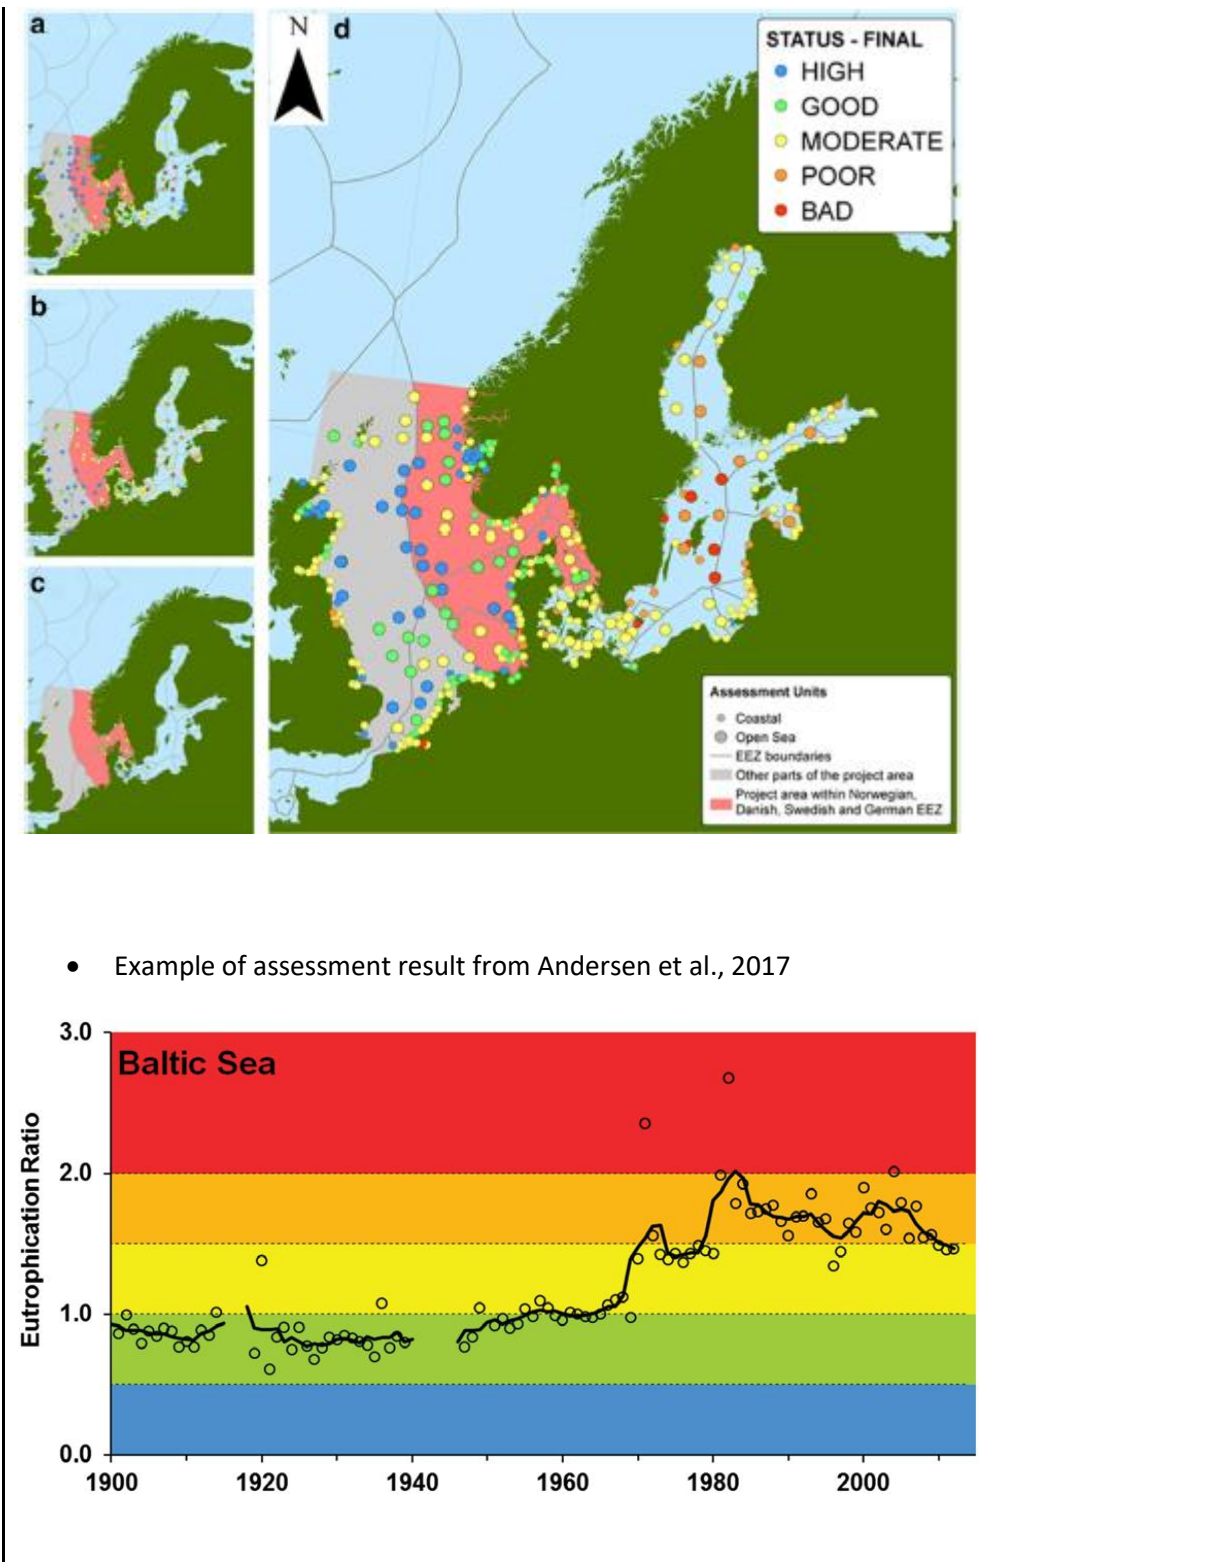 a
b
c
N
d
STATUS - FINAL
HIGH
GOOD
MODERATE
POOR
BAD
Assessment Units
Coastal
Open Sea
EEZ boundaries
Other parts of the project area
Project area within Norwegian,
Danish, Swedish and German EEZ
• Example of assessment result from Andersen et al., 2017
Baltic Sea
Eutrophication Ratio
3.0
2.0
1.0
0.0
1900 1920 1940 1960 1980 2000